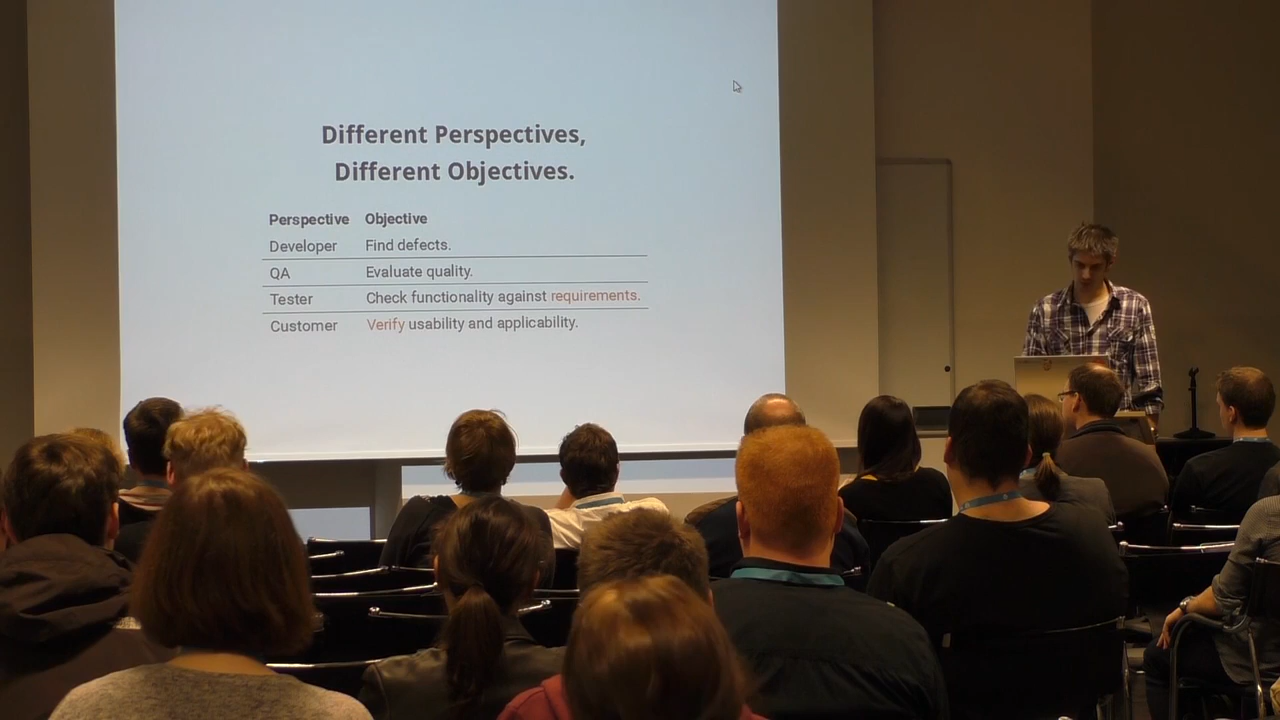 Different Perspectives,
Different Objectives.
Perspective Objective
Developer Find defects.
QA Evaluate quality.
Tester Check functionality against requirements.
Customer Verify usability and applicability.